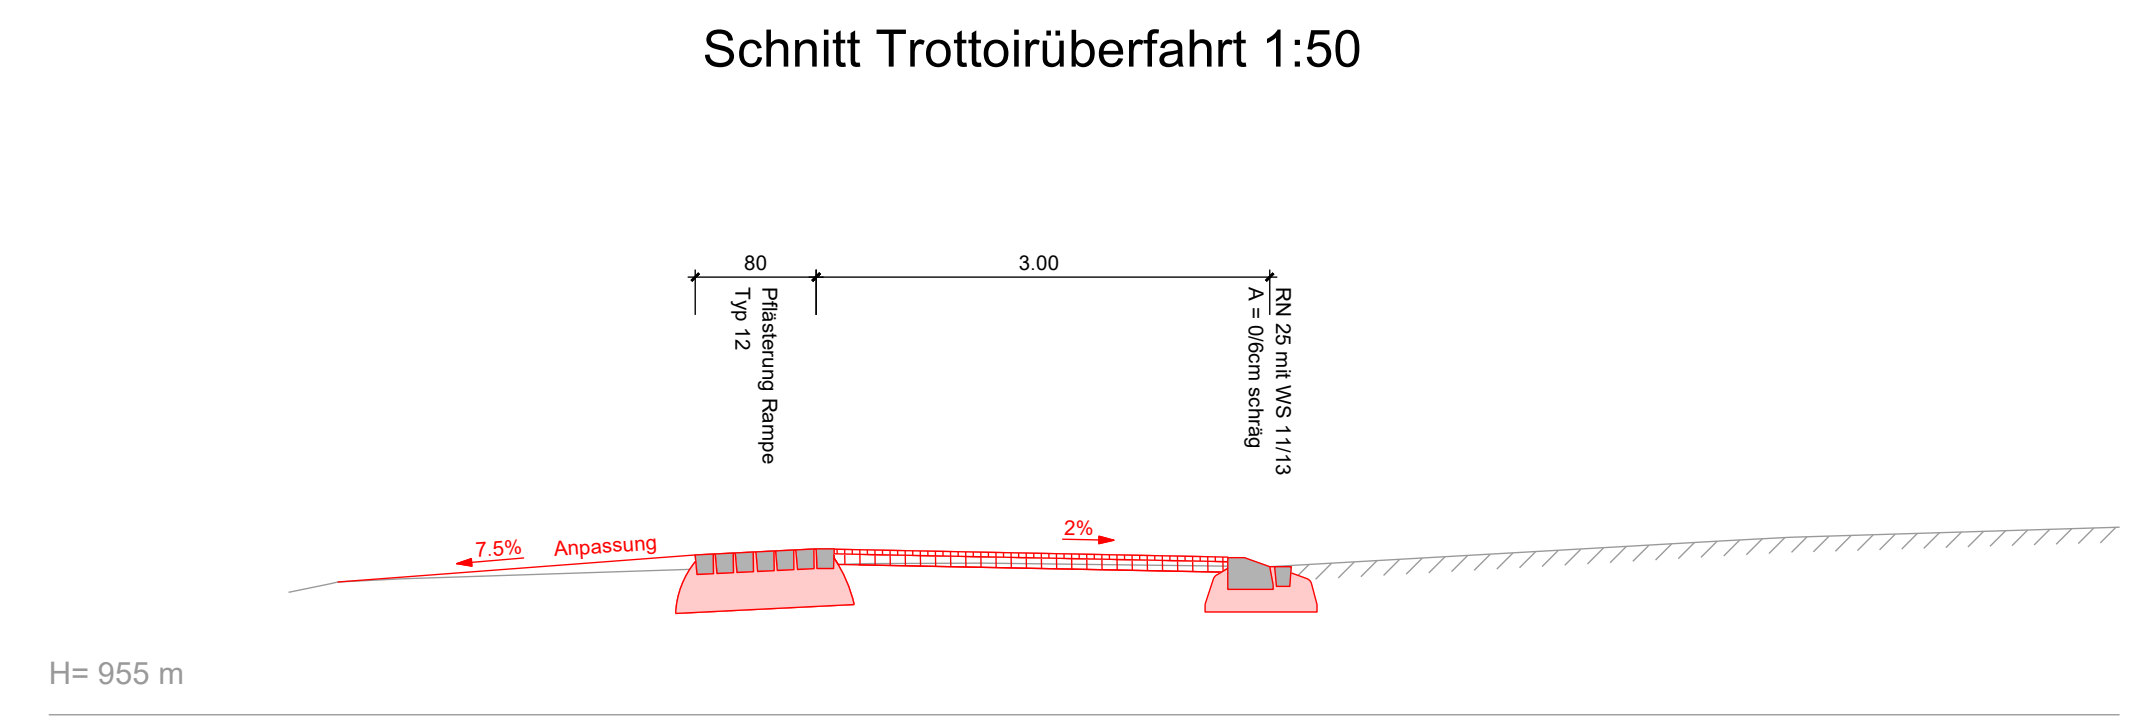 Schnitt Trottoirüberfahrt 1:50
80
3.00
Pflästerung Rampe
Typ 12
RN 25 mit WS 11/13
A = 0/6cm schräg
7.5%
Anpassung
2%
H= 955 m